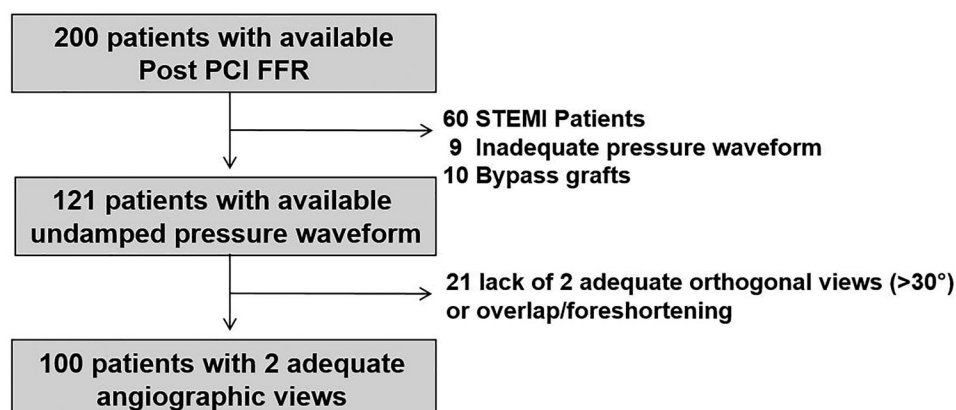 200 patients with available
Post PCI FFR
60 STEMI Patients
9 Inadequate pressure waveform
10 Bypass grafts
121 patients with available
undamped pressure waveform
21 lack of 2 adequate orthogonal views (>30°)
or overlap/foreshortening
100 patients with 2 adequate
angiographic views